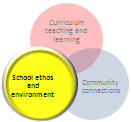 Curriculum
teaching and
learning
School ethos
and
environment
Community
connections